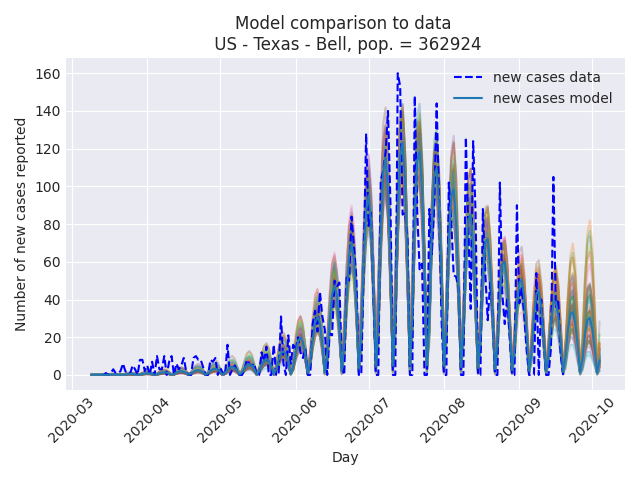 Model comparison to data
US - Texas - Bell, pop. = 362924
new cases data
new cases model
160
140
120
100
80
60
40
20
0
Number of new cases reported
2020-03
2020-04
2020-05
2020-06
2020-07
2020-08
2020-09
2020-10
Day